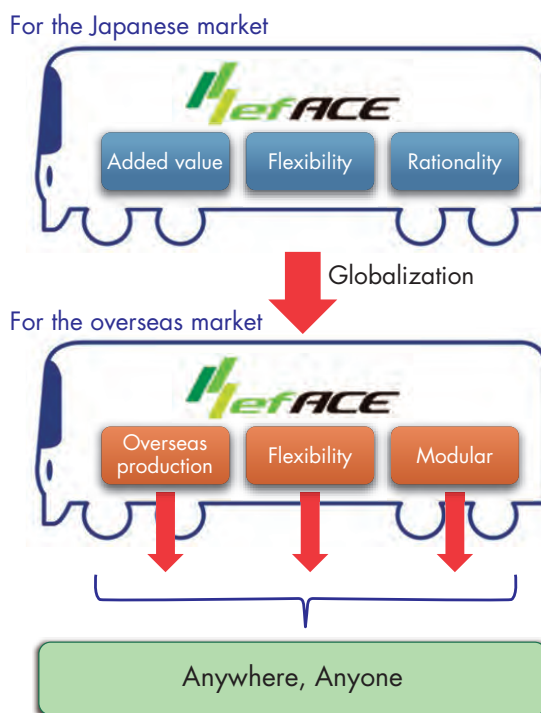 For the Japanese market
efACE
Added value
Flexibility
Rationality
Globalization
For the overseas market
efACE
Overseas
production
Flexibility
Modular
Anywhere, Anyone